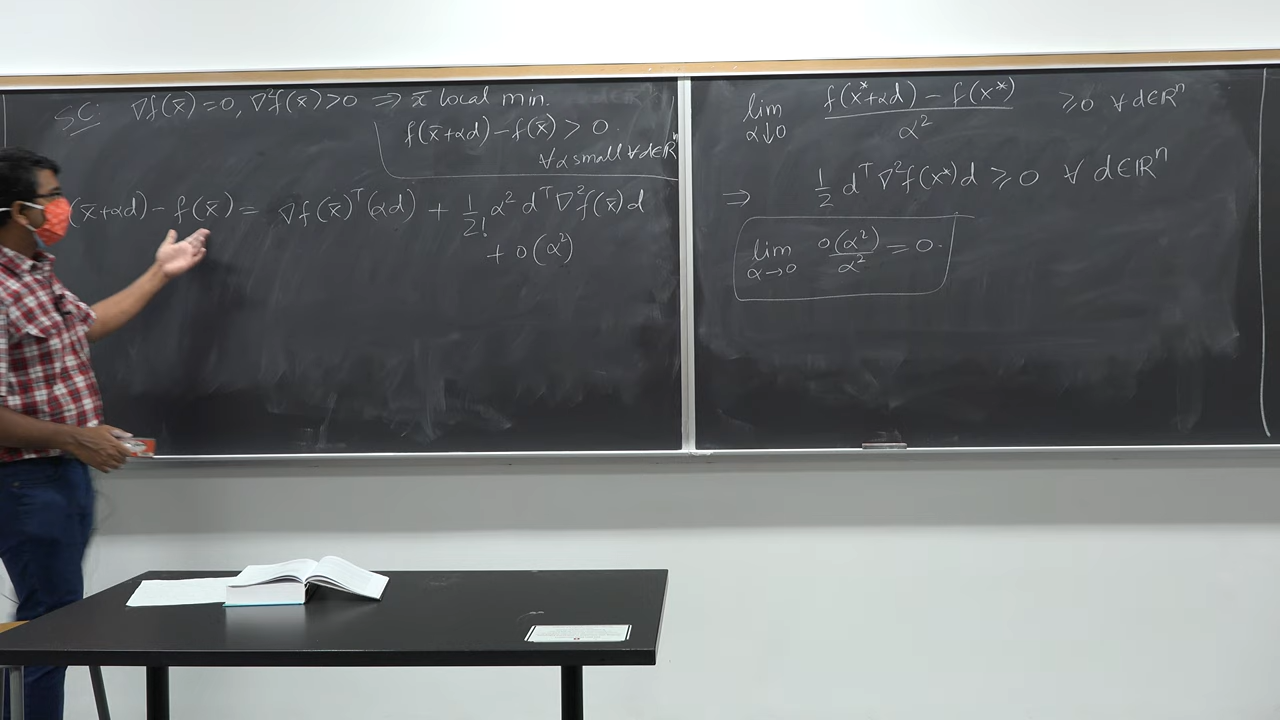 SC: ∇f(x̄)=0, ∇²f(x̄)>0 ⇒ x̄ local min.
f(x̄+αd)−f(x̄)>0.
∀α small ∀d∈ℝⁿ
(x̄+αd)−f(x̄)= ∇f(x̄)ᵀ(αd) + 1/2! α² dᵀ∇²f(x̄)d
+ o(α²)
lim α↓0 f(x*+αd)−f(x*) / α² ⩾0 ∀d∈ℝⁿ
⇒ 1/2 dᵀ∇²f(x*)d ⩾0 ∀ d∈ℝⁿ
lim α→0 o(α²)/α² = 0.